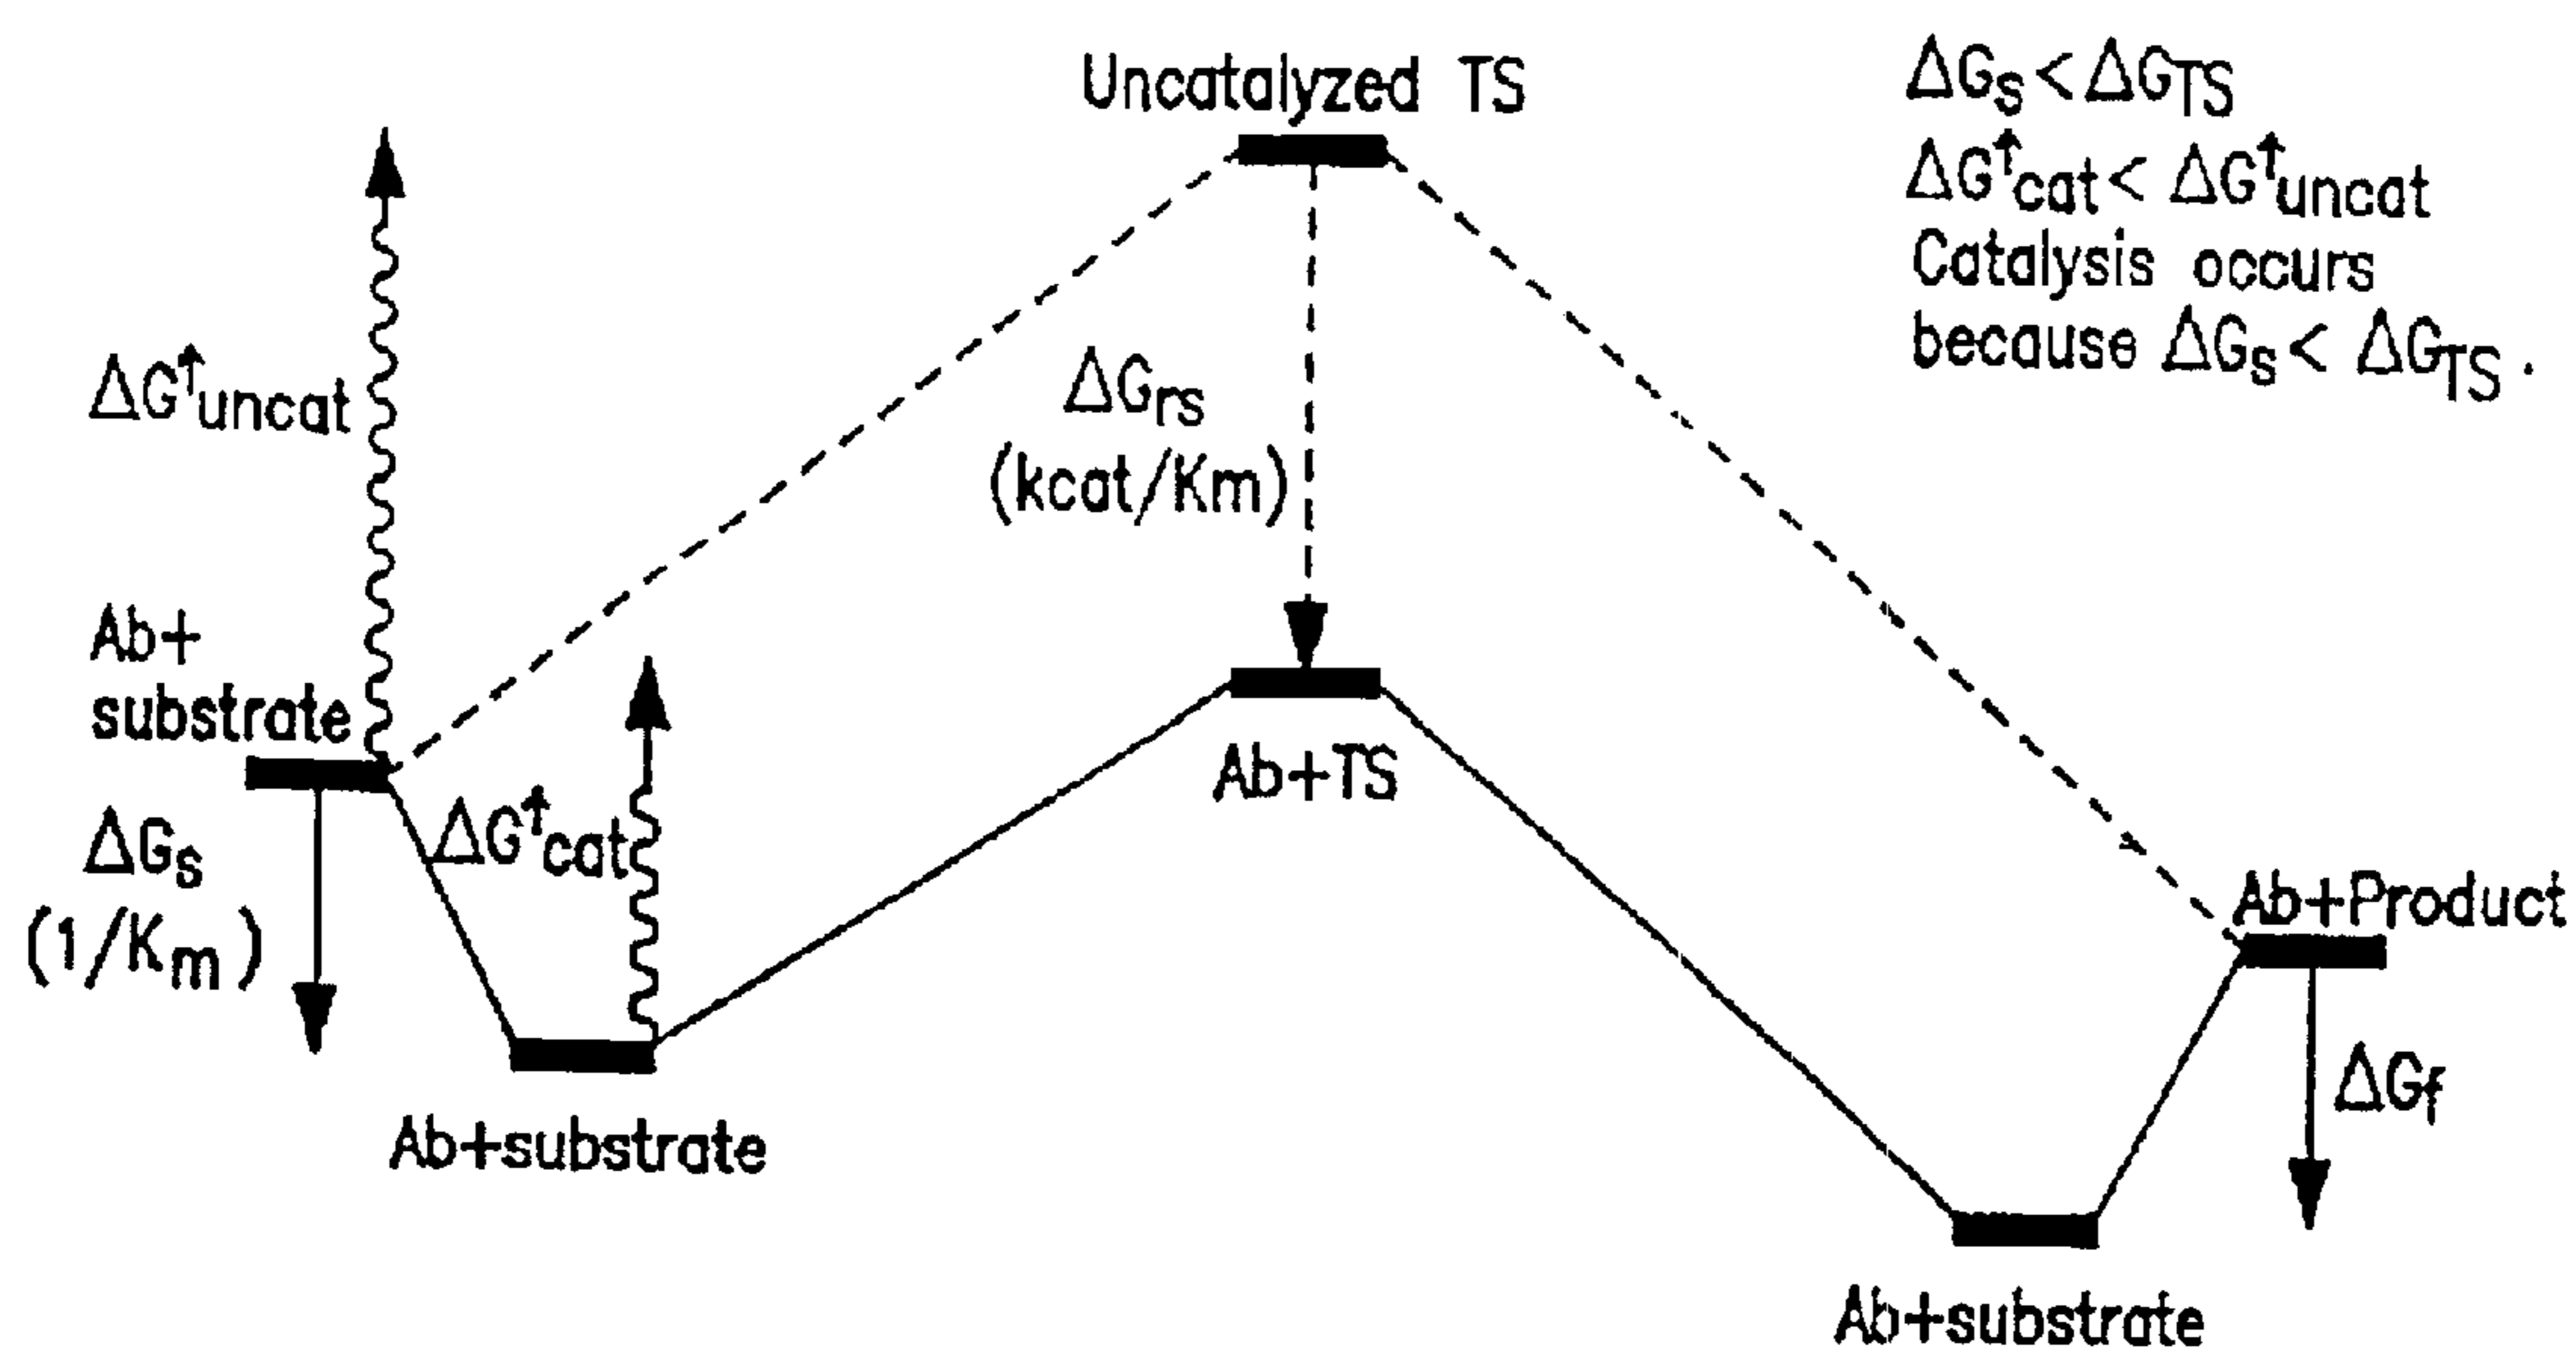 Uncatalyzed TS
ΔGs < ΔGTS
ΔG↑cat < ΔG↑uncat
Catalysis occurs
because ΔGs < ΔGTS .
ΔG↑uncat
ΔGrs
(kcat/Km)
Ab+
substrate
ΔGs
(1/Km)
ΔG↑cat
Ab+TS
Ab+Product
ΔGf
Ab+substrate
Ab+substrate